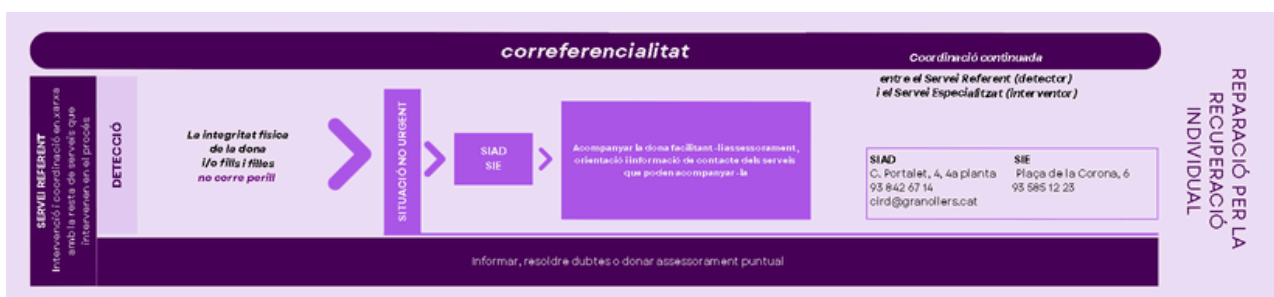 correferencialitat
Coordinació continuada
entre el Servei Referent (detector)
i el Servei Especialitzat (interventor)
SERVEI REFERENT
Intervenció i coordinació en xarxa
amb la resta de serveis que
intervenen en el procés
DETECCIÓ
La integritat física
de la dona
i/o fills i filles
no corre perill
SITUACIÓ NO URGENT
SIAD
SIE
Acompanyar la dona facilitant-li assessorament,
orientació i informació de contacte dels serveis
que poden acompanyar-la
SIAD
C. Portalet, 4, 4a planta
93 842 67 14
cird@granollers.cat
SIE
Plaça de la Corona, 6
93 585 12 23
Informar, resoldre dubtes o donar assessorament puntual
REPARACIÓ PER LA
RECUPERACIÓ
INDIVIDUAL